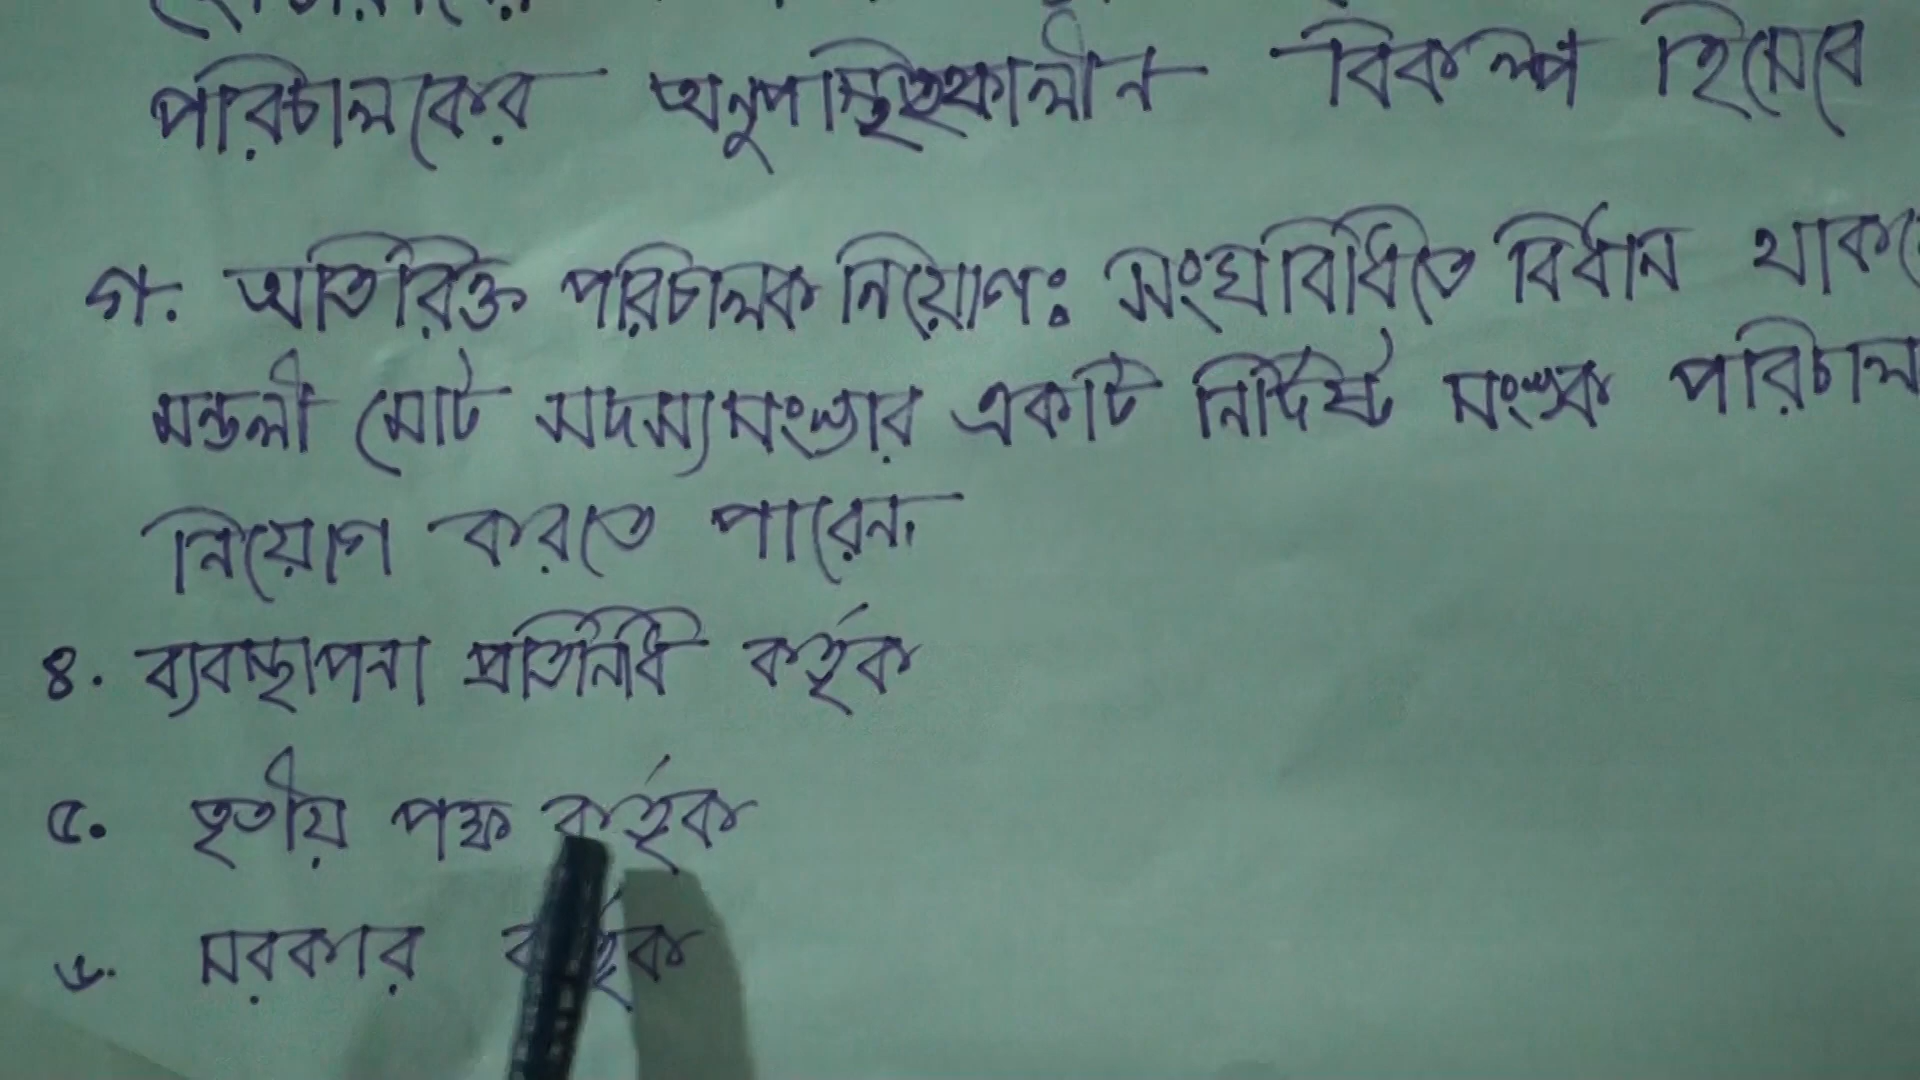 পরিচালকের অনুপস্থিতিকালীন বিকল্প হিসেবে
গ. অতিরিক্ত পরিচালক নিয়োগ: সংঘবিধিতে বিধান থাকলে
মন্ডলী মোট সদস্যসংখ্যার একটি নির্দিষ্ট সংখ্যক পরিচাল
নিয়োগ করতে পারেন৷
৪. ব্যবস্থাপনা প্রতিনিধি কর্তৃক
৫. তৃতীয় পক্ষ কর্তৃক
৬. সরকার কর্তৃক